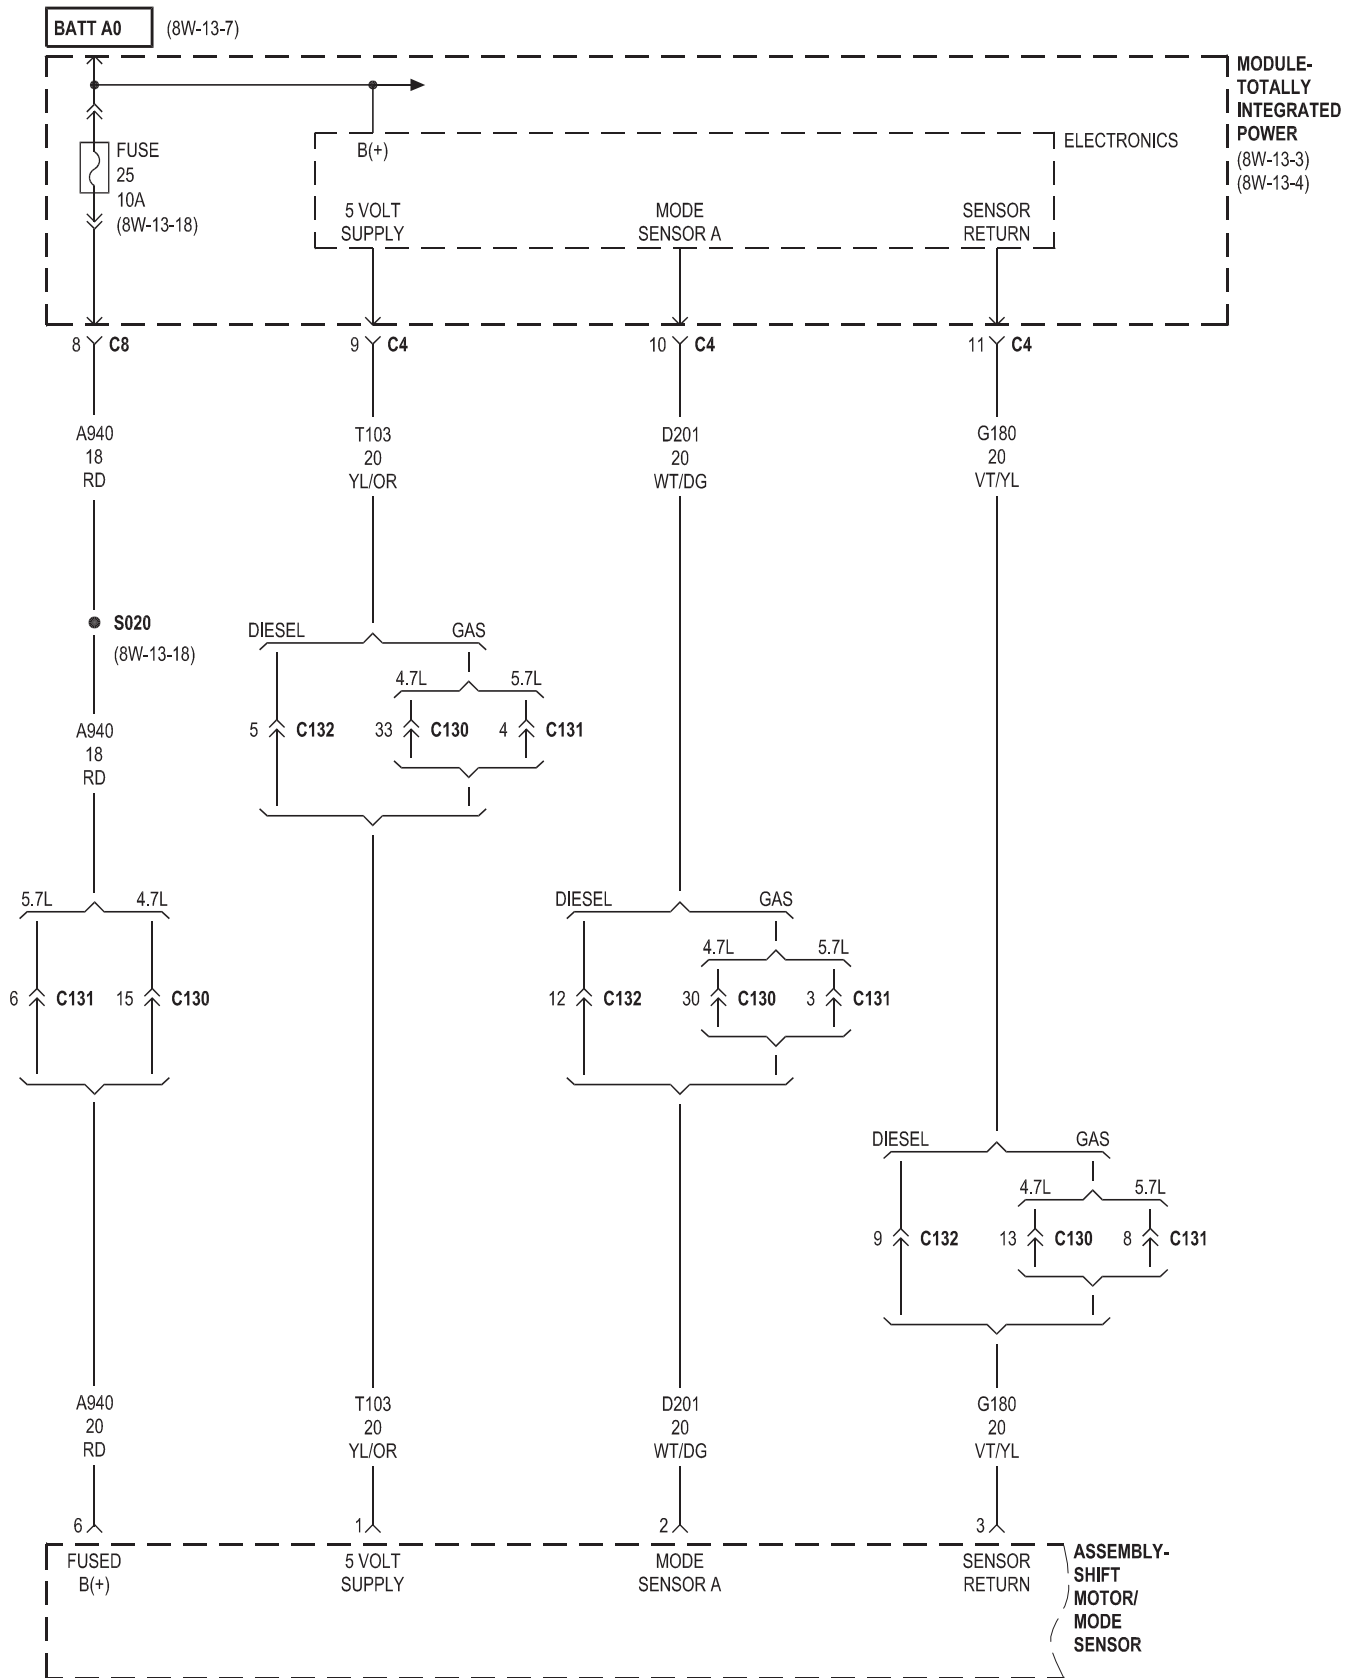 BATT A0 (8W-13-7)
MODULE-
TOTALLY
INTEGRATED
POWER
(8W-13-3)
(8W-13-4)
ELECTRONICS
B(+)
FUSE
25
10A
(8W-13-18)
5 VOLT
SUPPLY
MODE
SENSOR A
SENSOR
RETURN
8 C8
9 C4
10 C4
11 C4
A940
18
RD
T103
20
YL/OR
D201
20
WT/DG
G180
20
VT/YL
S020
(8W-13-18)
A940
18
RD
DIESEL GAS
4.7L 5.7L
5 C132 33 C130 4 C131
5.7L 4.7L
6 C131 15 C130
DIESEL GAS
4.7L 5.7L
12 C132 30 C130 3 C131
DIESEL GAS
4.7L 5.7L
9 C132 13 C130 8 C131
A940
20
RD
T103
20
YL/OR
D201
20
WT/DG
G180
20
VT/YL
6
1
2
3
FUSED
B(+)
5 VOLT
SUPPLY
MODE
SENSOR A
SENSOR
RETURN
ASSEMBLY-
SHIFT
MOTOR/
MODE
SENSOR